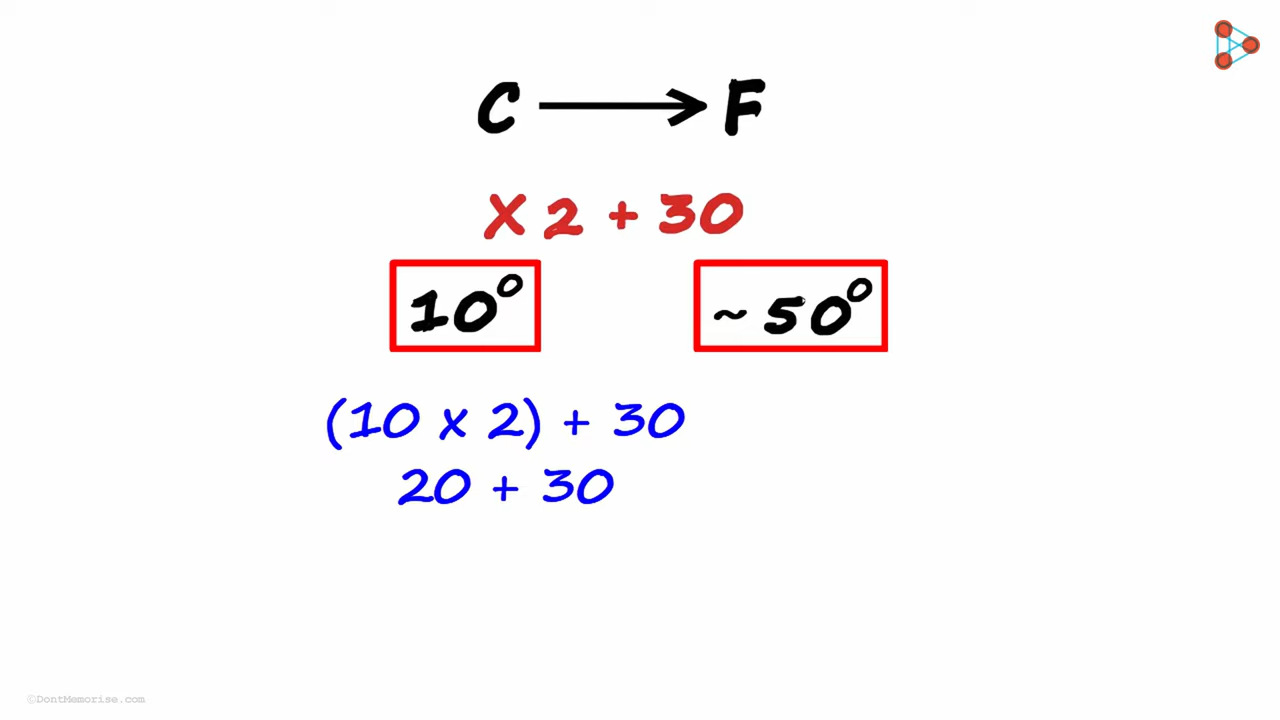 C → F
X 2 + 30
10° ~50°
(10 x 2) + 30
20 + 30
©DontMemorise.com